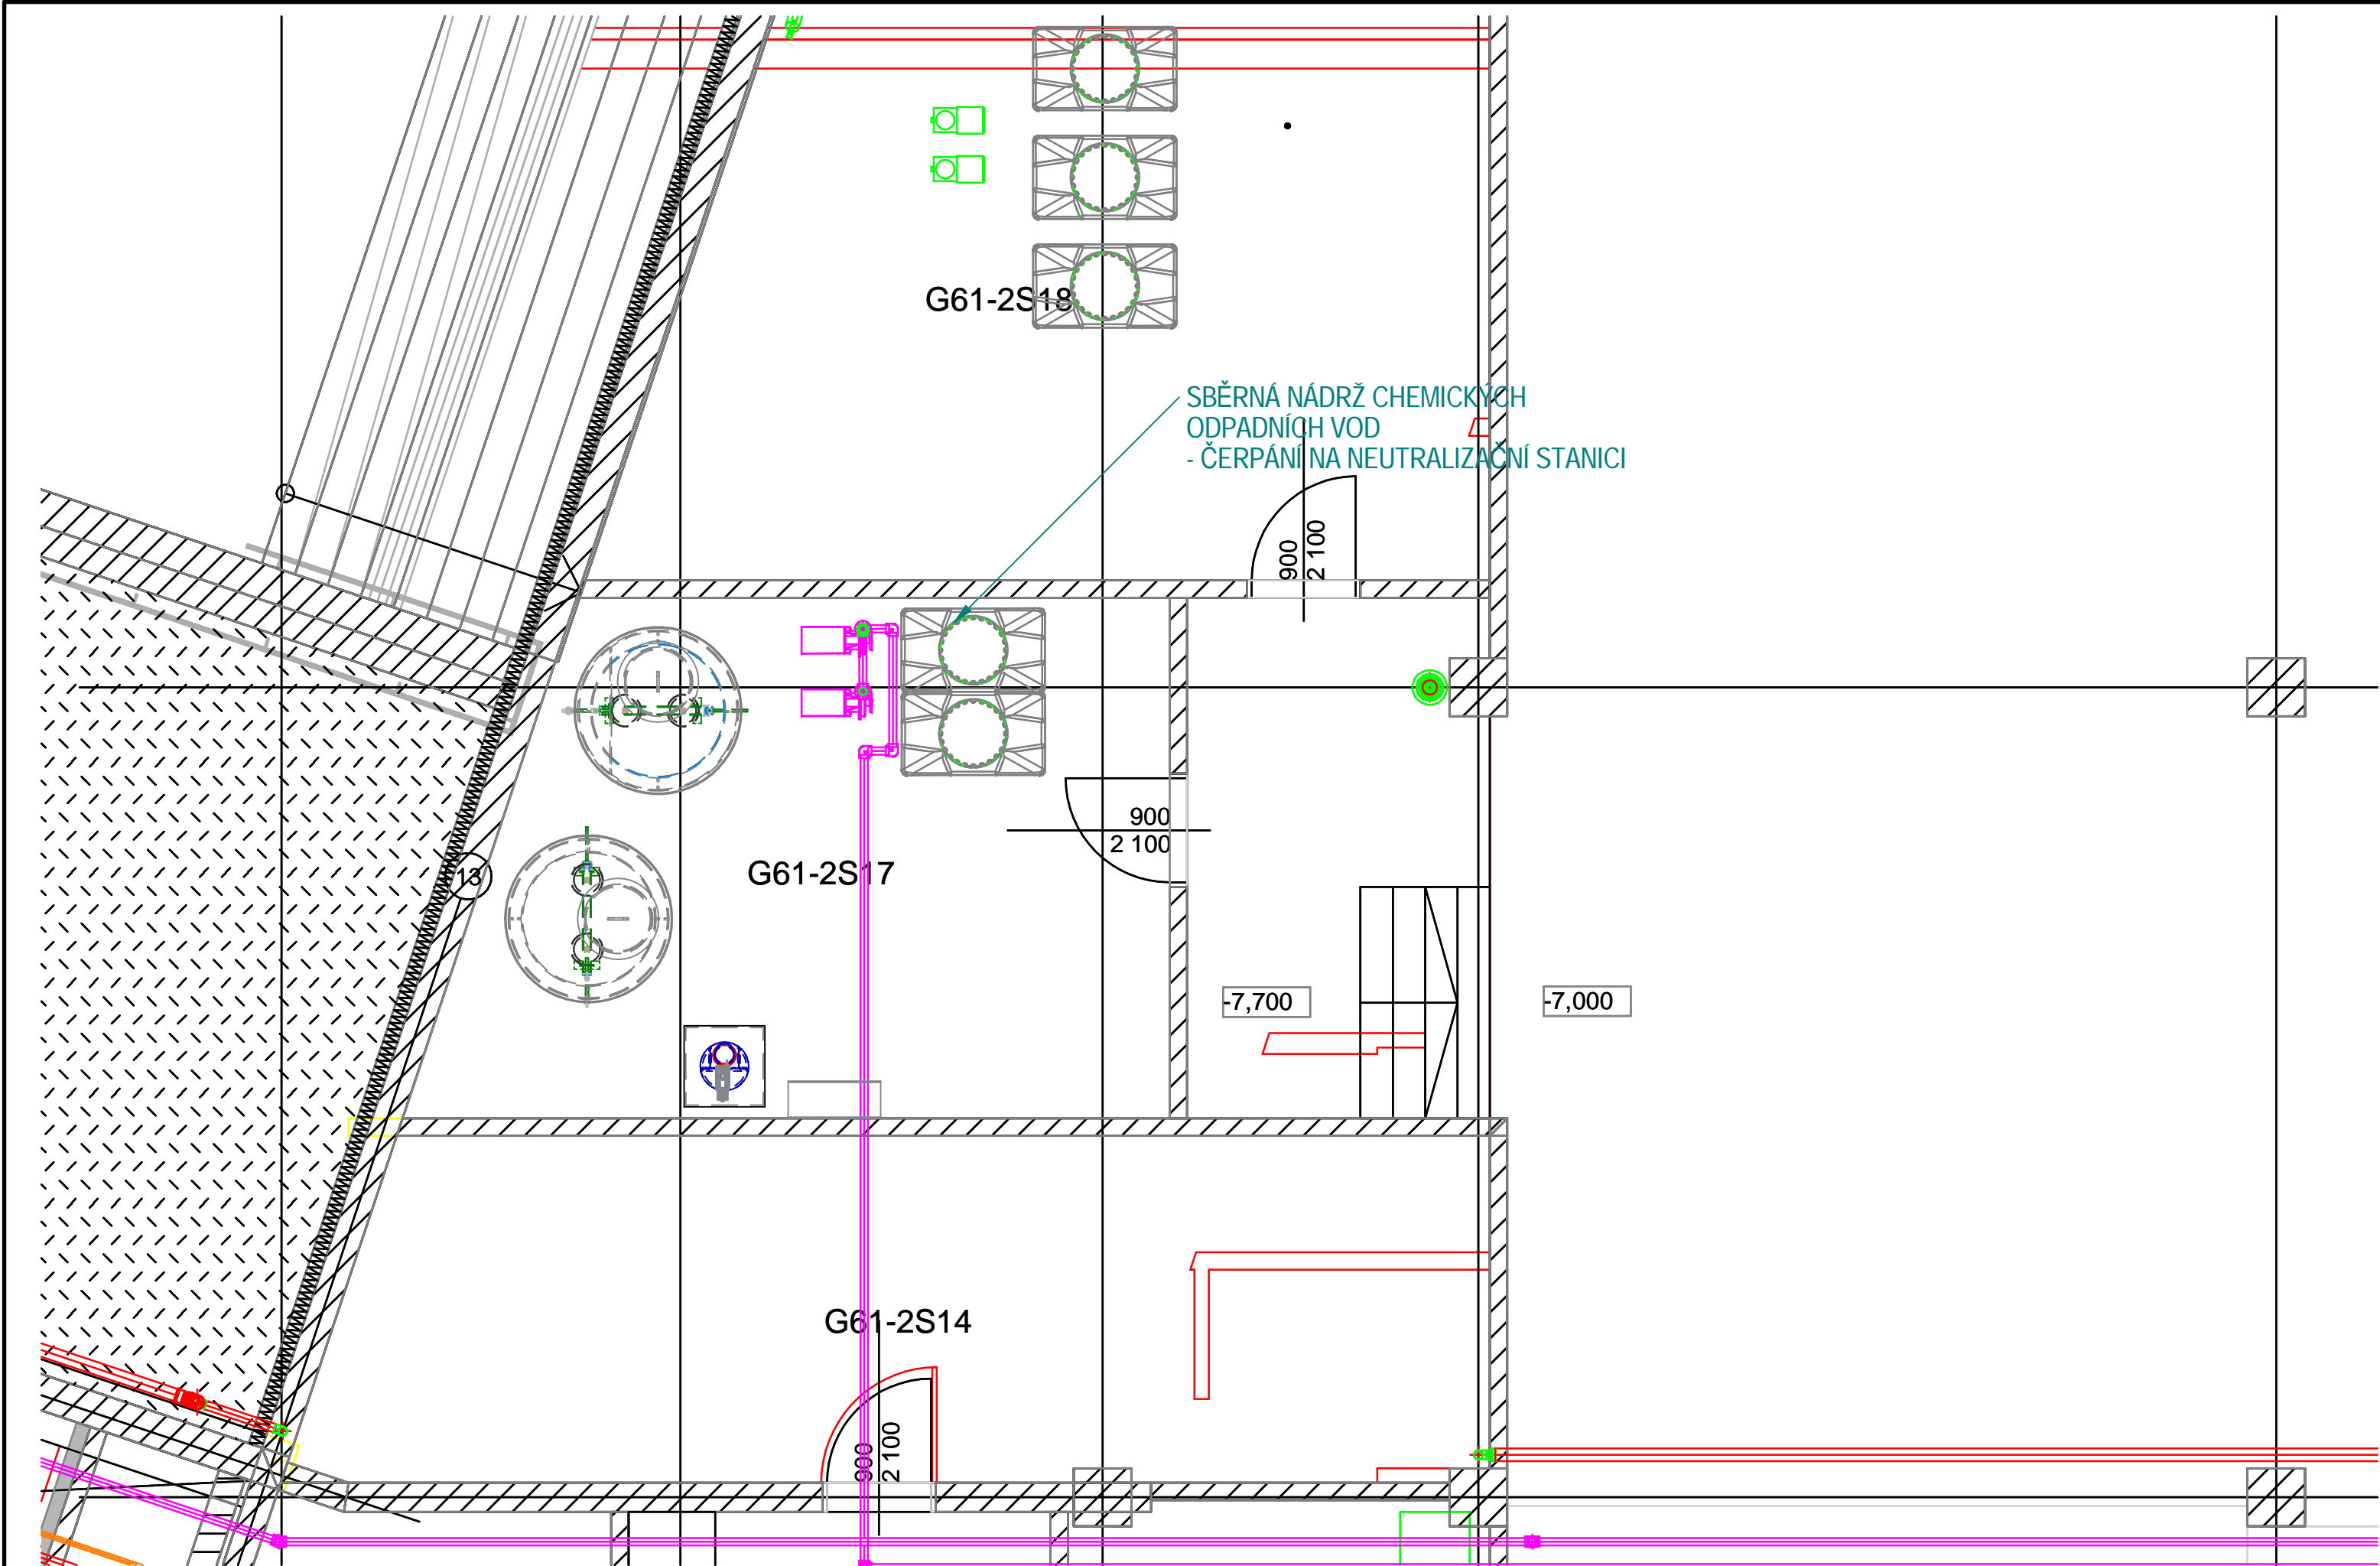 G61-2S18
SBĚRNÁ NÁDRŽ CHEMICKÝCH
ODPADNÍCH VOD
- ČERPÁNÍ NA NEUTRALIZAČNÍ STANICI
900
2 100
900
2 100
G61-2S17
13
-7,700
-7,000
G61-2S14
900
2 100